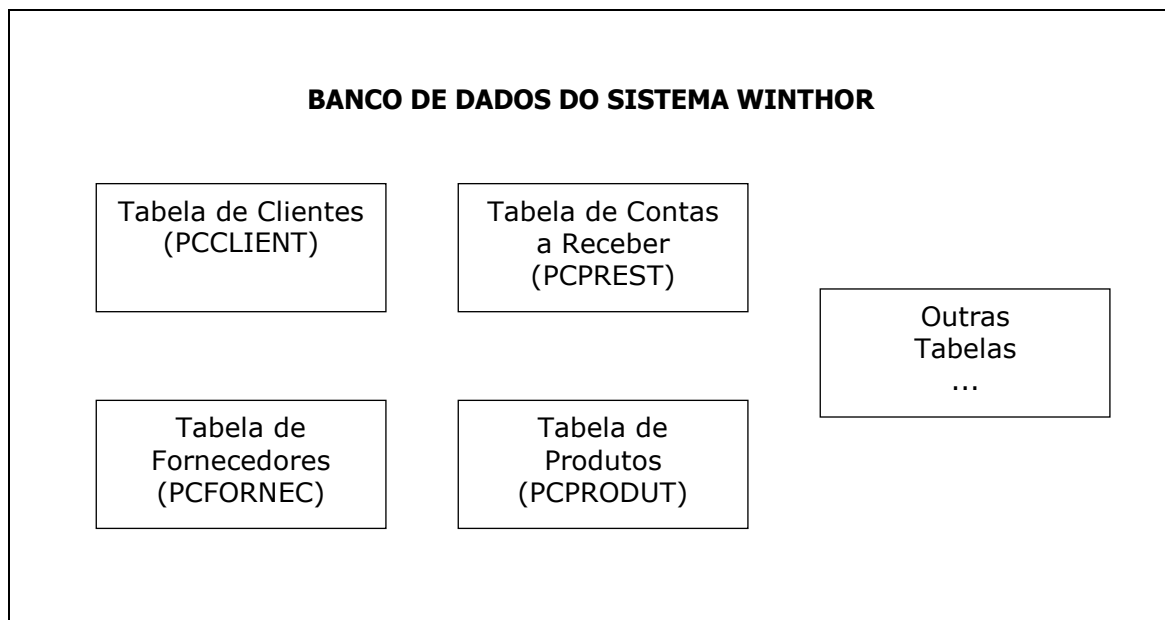 BANCO DE DADOS DO SISTEMA WINTHOR
Tabela de Clientes
(PCCLIENT)
Tabela de Contas
a Receber
(PCPREST)
Outras
Tabelas
...
Tabela de
Fornecedores
(PCFORNEC)
Tabela de
Produtos
(PCPRODUT)